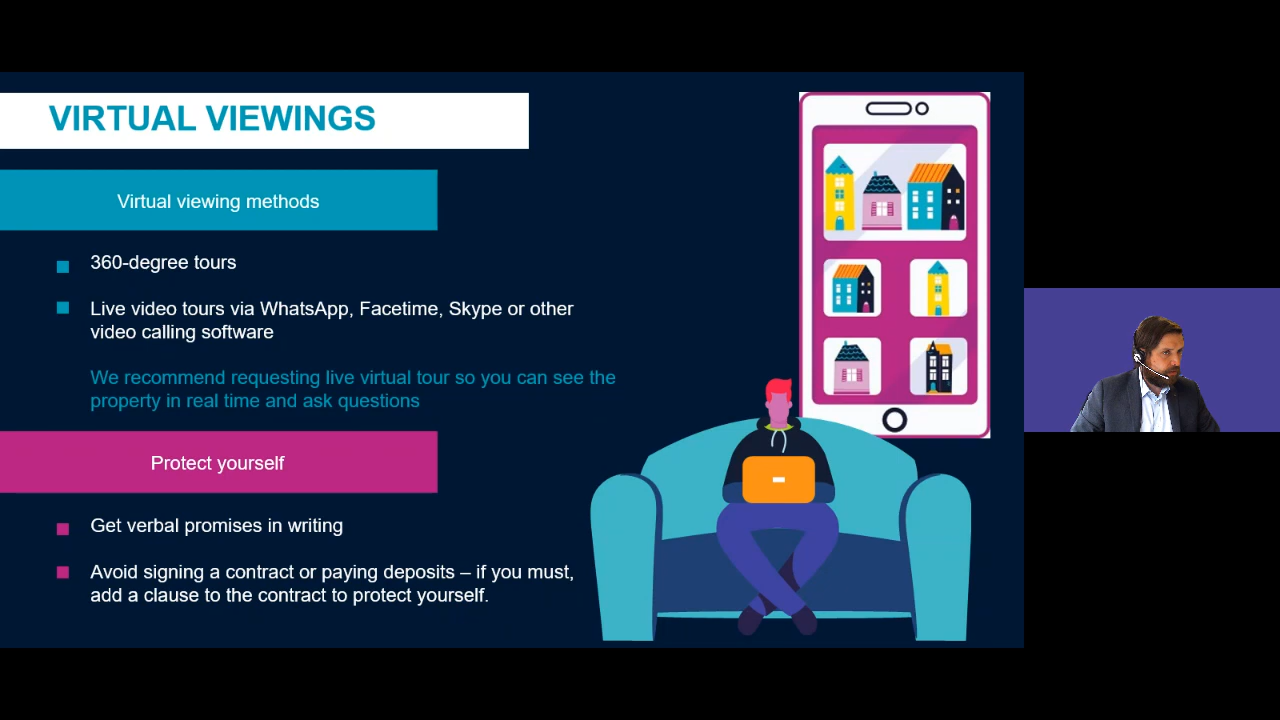 VIRTUAL VIEWINGS
Virtual viewing methods
360-degree tours
Live video tours via WhatsApp, Facetime, Skype or other
video calling software
We recommend requesting live virtual tour so you can see the
property in real time and ask questions
Protect yourself
Get verbal promises in writing
Avoid signing a contract or paying deposits – if you must,
add a clause to the contract to protect yourself.